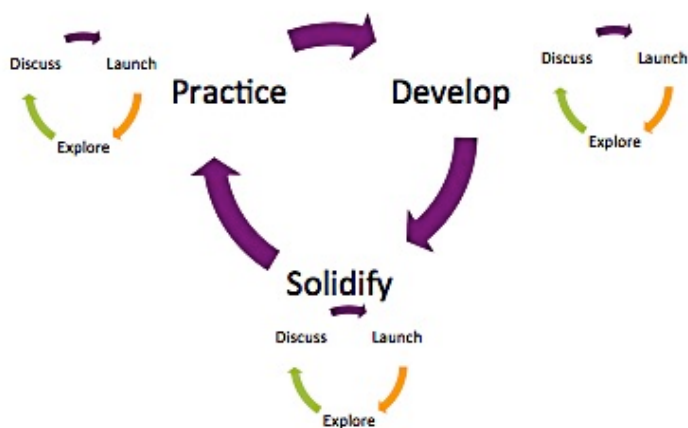 Discuss
Launch
Explore
Practice
Develop
Discuss
Launch
Explore
Solidify
Discuss
Launch
Explore